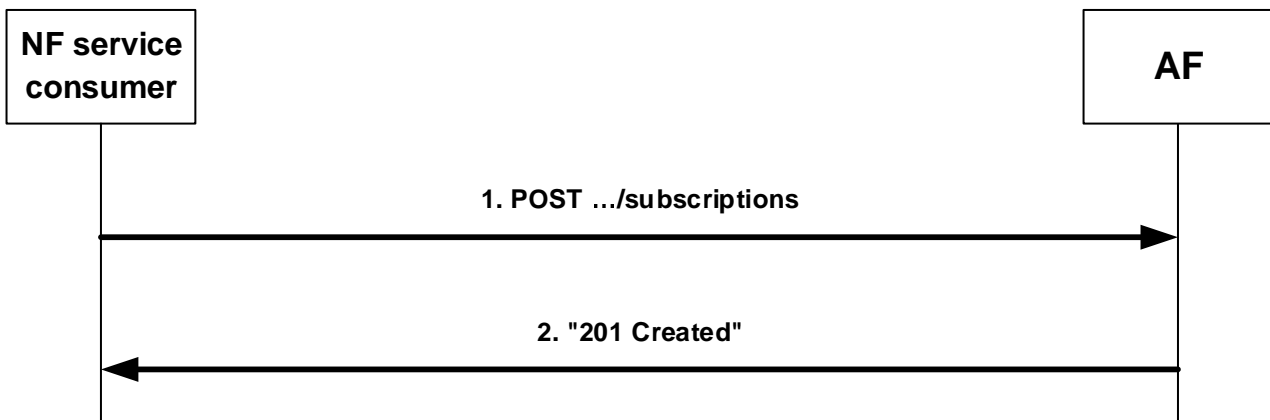 NF service
consumer
AF
1. POST .../subscriptions
2. "201 Created"